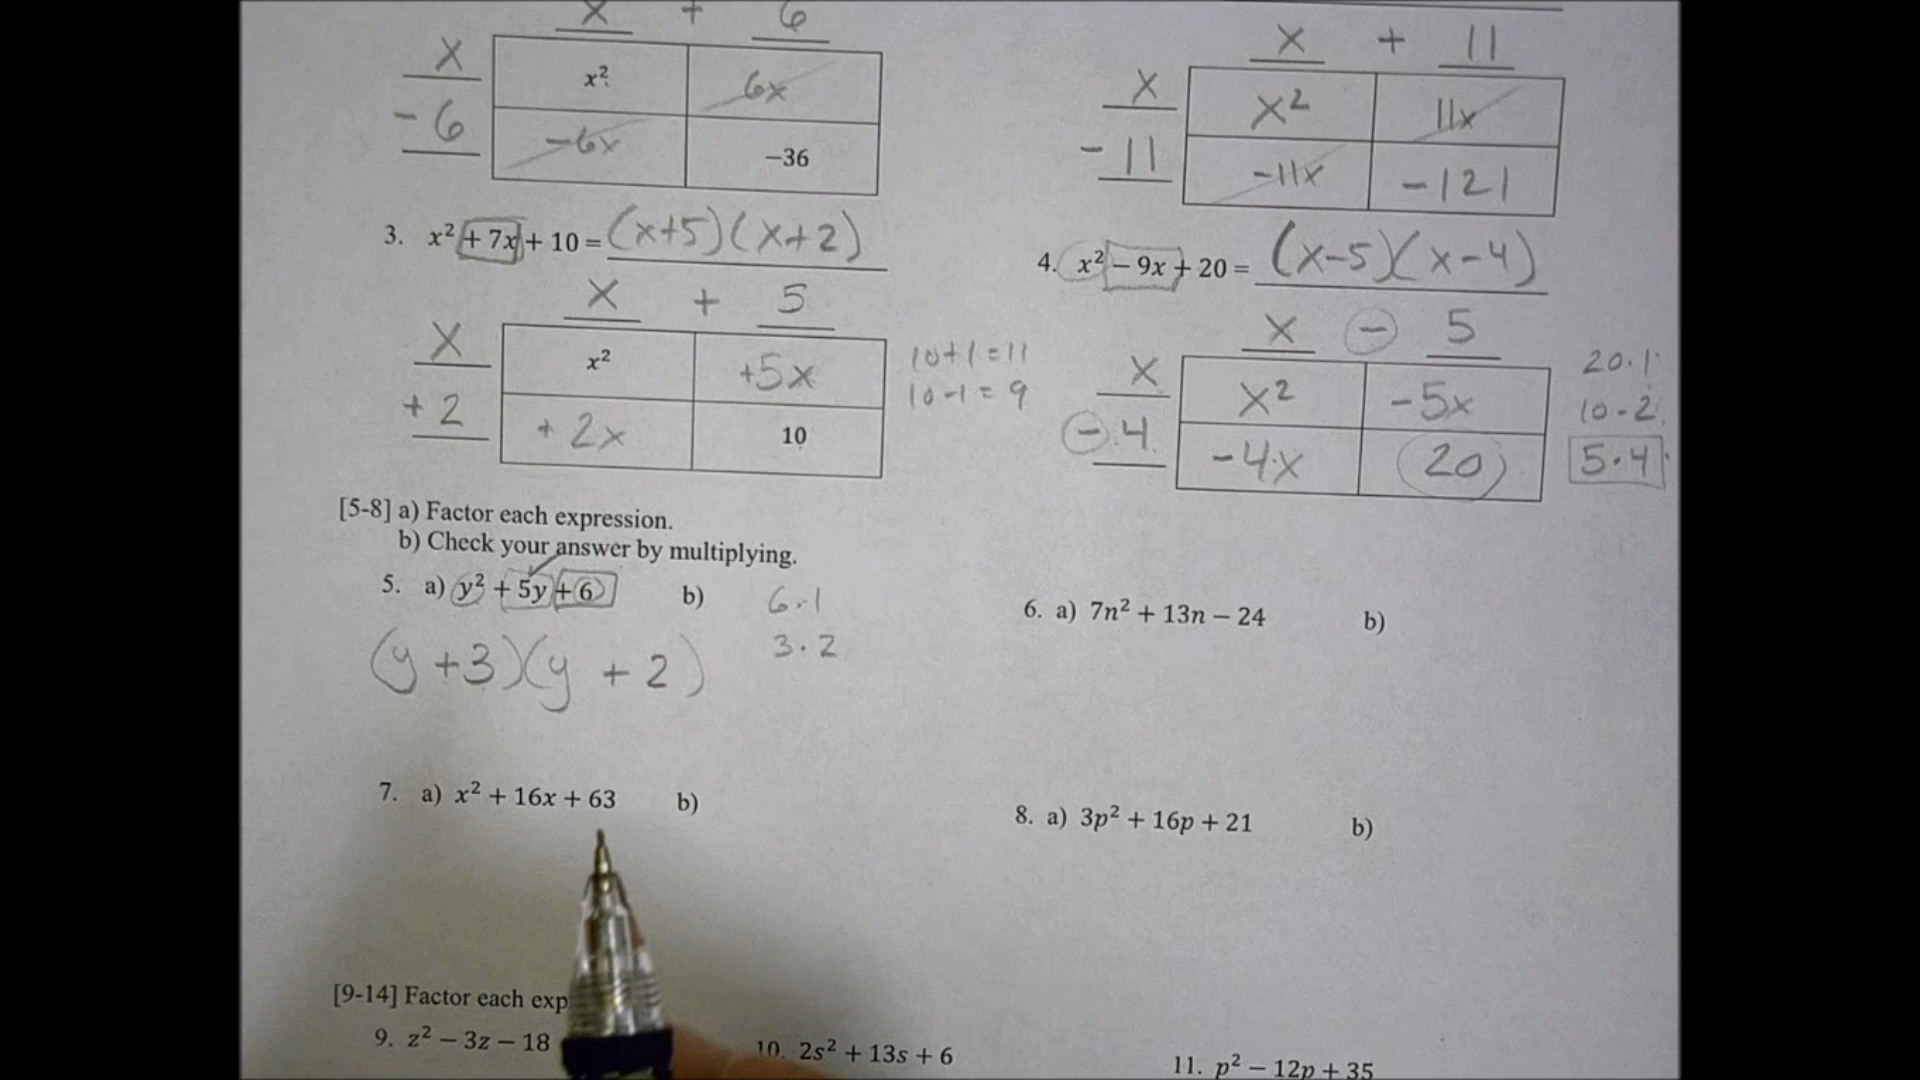 x + 6
x x² 6x
- 6 -6x −36
x + 11
x x² 11x
- 11 -11x -121
3. x² + 7x + 10 = (x+5)(x+2)
x + 5
x x² +5x
+ 2 + 2x 10
10+1=11
10-1=9
4. x² − 9x + 20 = (x-5)(x-4)
x - 5
x x² -5x
- 4 -4x 20
20·1
10-2
5·4
[5-8] a) Factor each expression.
b) Check your answer by multiplying.
5. a) y² + 5y + 6 b) 6·1
3·2
(y +3)(y + 2)
6. a) 7n² + 13n − 24 b)
7. a) x² + 16x + 63 b)
8. a) 3p² + 16p + 21 b)
[9-14] Factor each exp
9. z² − 3z − 18
10. 2s² + 13s + 6
11. p² − 12p + 35